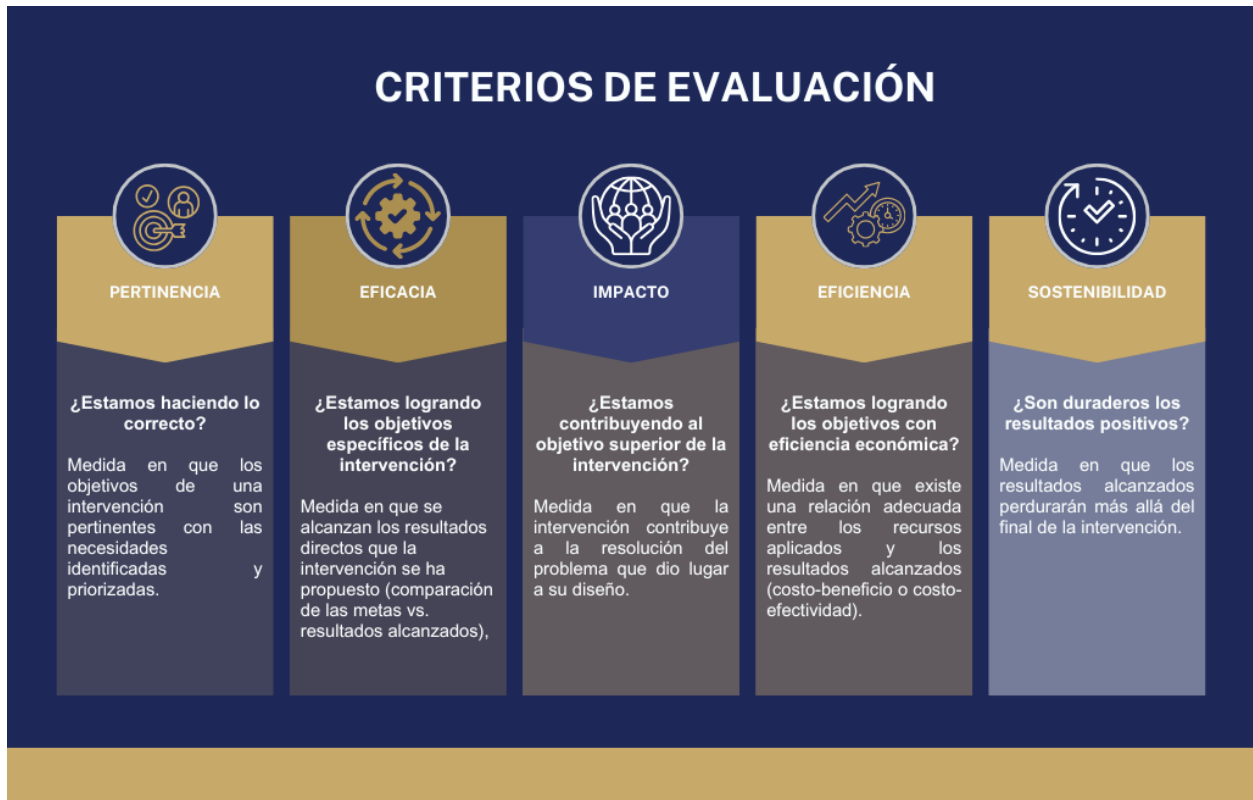 CRITERIOS DE EVALUACIÓN
PERTINENCIA
¿Estamos haciendo lo
correcto?
Medida en que los
objetivos de una
intervención son
pertinentes con las
necesidades
identificadas y
priorizadas.
EFICACIA
¿Estamos logrando
los objetivos
específicos de la
intervención?
Medida en que se
alcanzan los resultados
directos que la
intervención se ha
propuesto (comparación
de las metas vs.
resultados alcanzados),
IMPACTO
¿Estamos
contribuyendo al
objetivo superior de la
intervención?
Medida en que la
intervención contribuye
a la resolución del
problema que dio lugar
a su diseño.
EFICIENCIA
¿Estamos logrando
los objetivos con
eficiencia económica?
Medida en que existe
una relación adecuada
entre los recursos
aplicados y los
resultados alcanzados
(costo-beneficio o costo-
efectividad).
SOSTENIBILIDAD
¿Son duraderos los
resultados positivos?
Medida en que los
resultados alcanzados
perdurarán más allá del
final de la intervención.